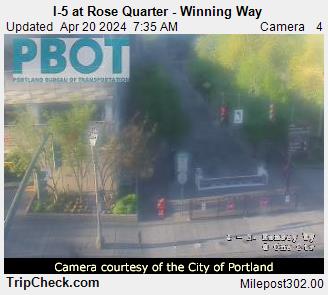 I-5 at Rose Quarter - Winning Way
Updated Apr 20 2024 7:35 AM Camera 4
PBOT
PORTLAND BUREAU OF TRANSPORTATION
Camera courtesy of the City of Portland
TripCheck.com Milepost302.00